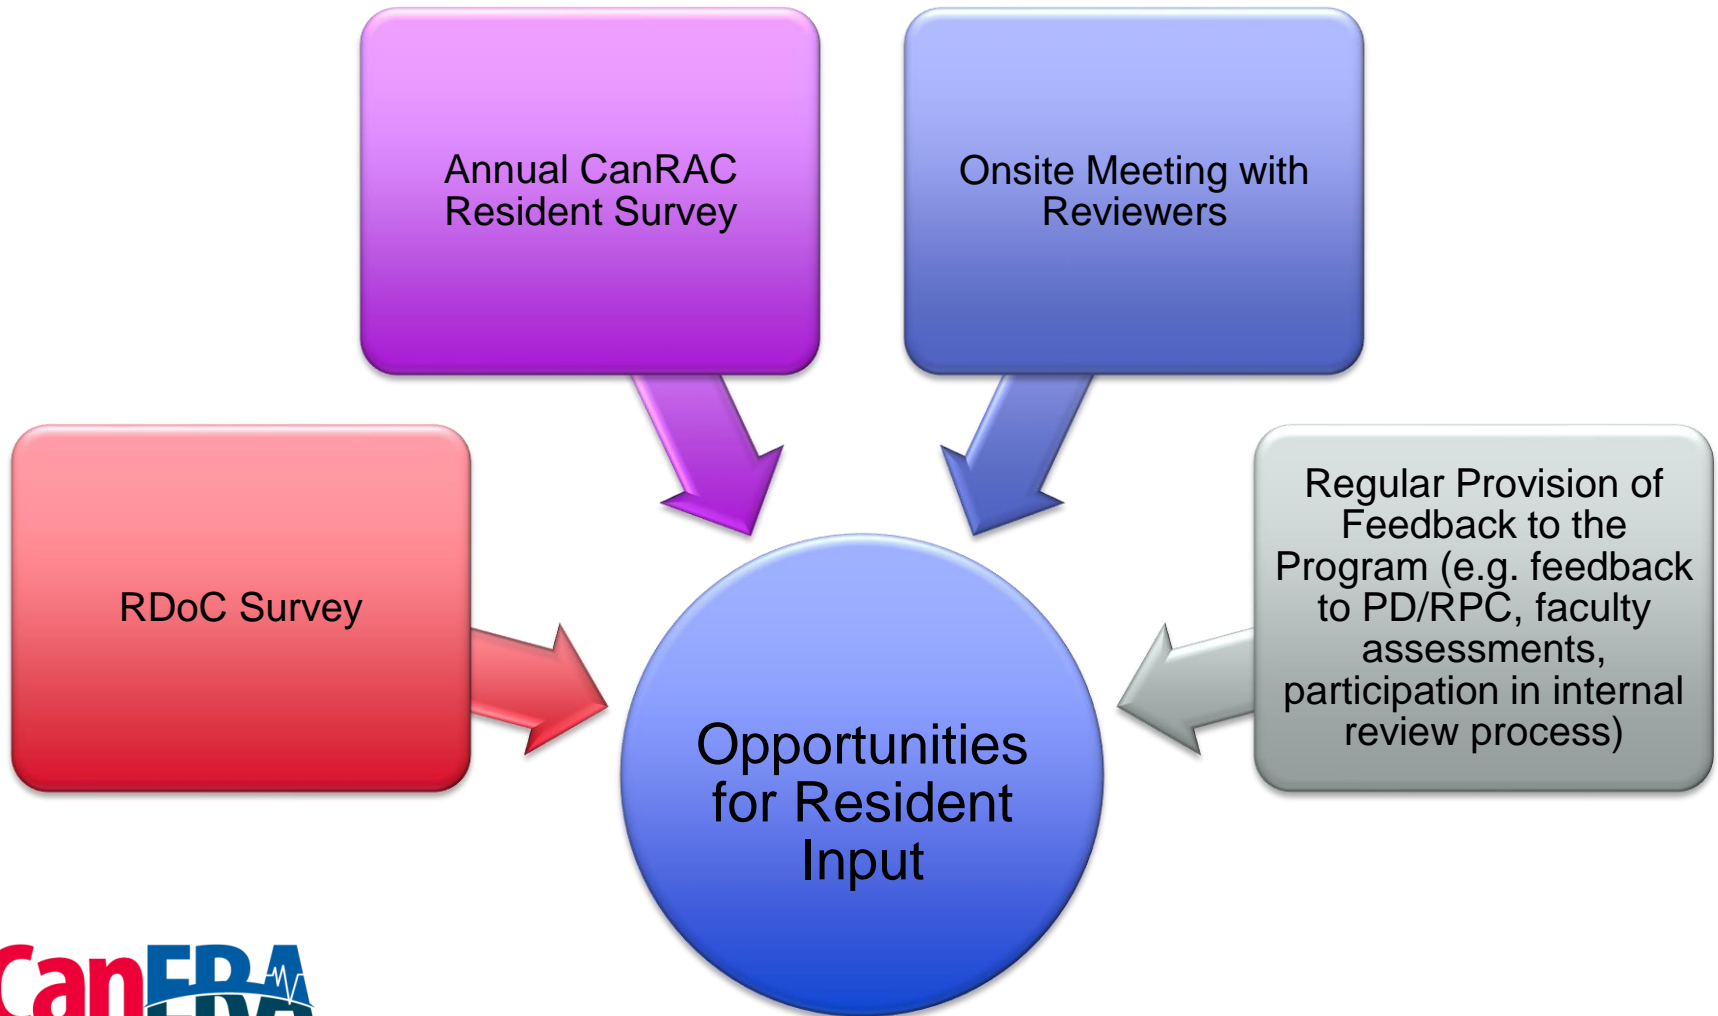 Annual CanRAC
Resident Survey
Onsite Meeting with
Reviewers
RDoC Survey
Regular Provision of
Feedback to the
Program (e.g. feedback
to PD/RPC, faculty
assessments,
participation in internal
review process)
Opportunities
for Resident
Input
CanERA